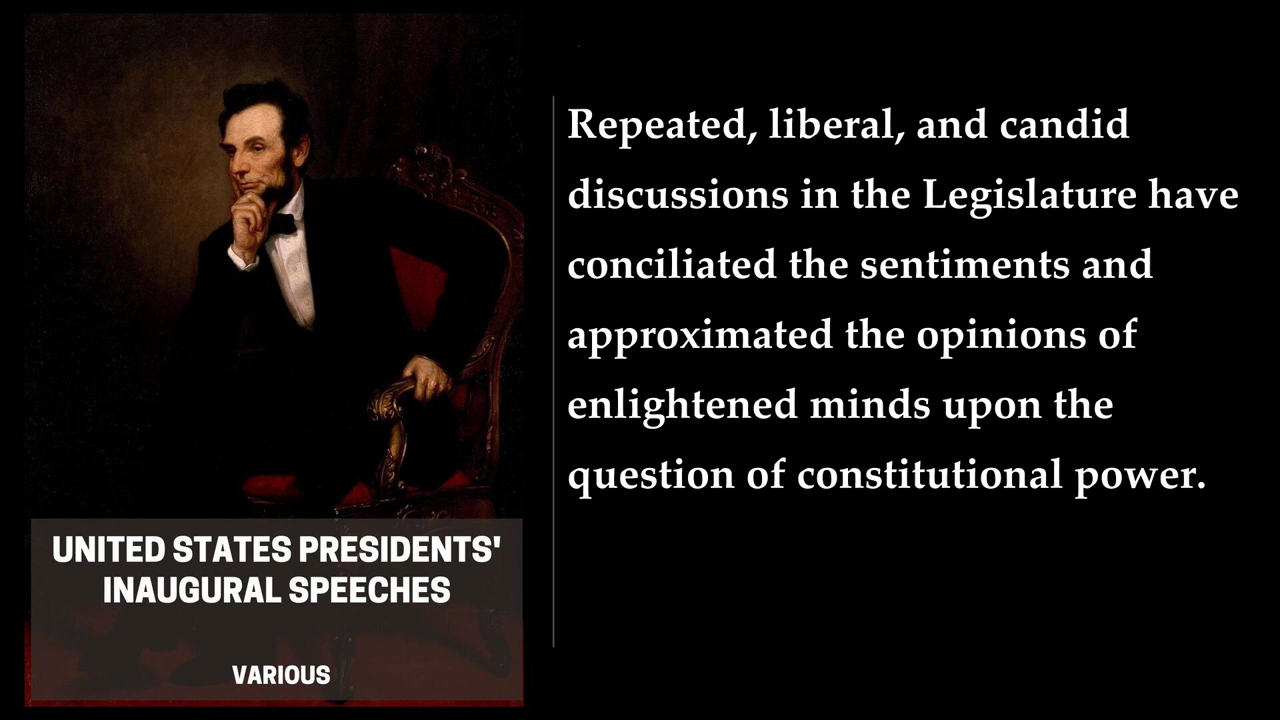 UNITED STATES PRESIDENTS'
INAUGURAL SPEECHES
VARIOUS
Repeated, liberal, and candid
discussions in the Legislature have
conciliated the sentiments and
approximated the opinions of
enlightened minds upon the
question of constitutional power.